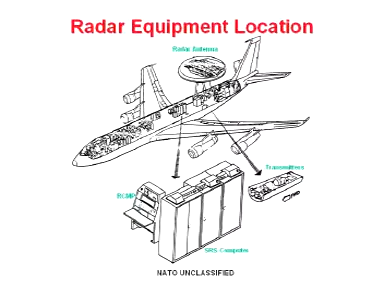 Radar Equipment Location
Radar Antenna
Transmitters
RCMP
SRS Computer
NATO UNCLASSIFIED